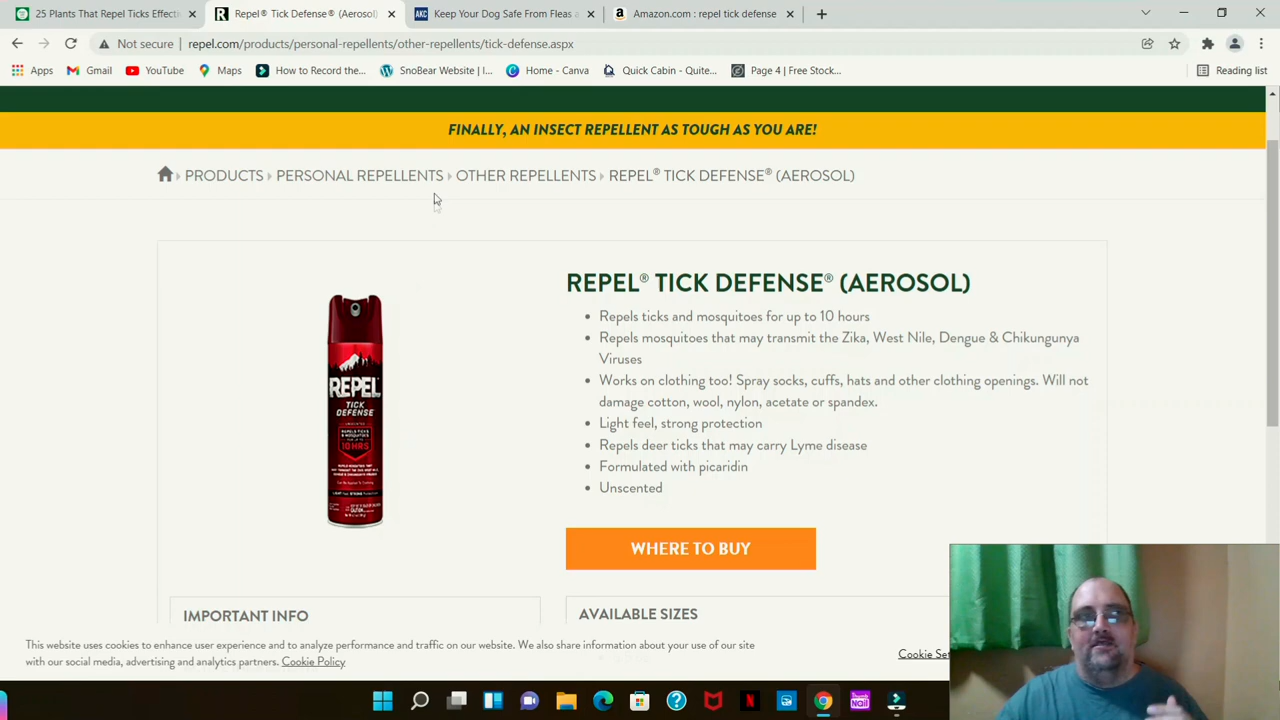 25 Plants That Repel Ticks Effecti
Repel® Tick Defense® (Aerosol)
Keep Your Dog Safe From Fleas a
Amazon.com : repel tick defense
Not secure
repel.com/products/personal-repellents/other-repellents/tick-defense.aspx
Apps
Gmail
YouTube
Maps
How to Record the...
SnoBear Website | I...
Home - Canva
Quick Cabin - Quite...
Page 4 | Free Stock...
Reading list
FINALLY, AN INSECT REPELLENT AS TOUGH AS YOU ARE!
PRODUCTS PERSONAL REPELLENTS OTHER REPELLENTS REPEL® TICK DEFENSE® (AEROSOL)
REPEL® TICK DEFENSE® (AEROSOL)
Repels ticks and mosquitoes for up to 10 hours
Repels mosquitoes that may transmit the Zika, West Nile, Dengue & Chikungunya
Viruses
Works on clothing too! Spray socks, cuffs, hats and other clothing openings. Will not
damage cotton, wool, nylon, acetate or spandex.
Light feel, strong protection
Repels deer ticks that may carry Lyme disease
Formulated with picaridin
Unscented
REPEL
TICK
DEFENSE
10 HRS
WHERE TO BUY
IMPORTANT INFO
AVAILABLE SIZES
This website uses cookies to enhance user experience and to analyze performance and traffic on our website. We also share information about your use of our site
with our social media, advertising and analytics partners. Cookie Policy
Cookie Set